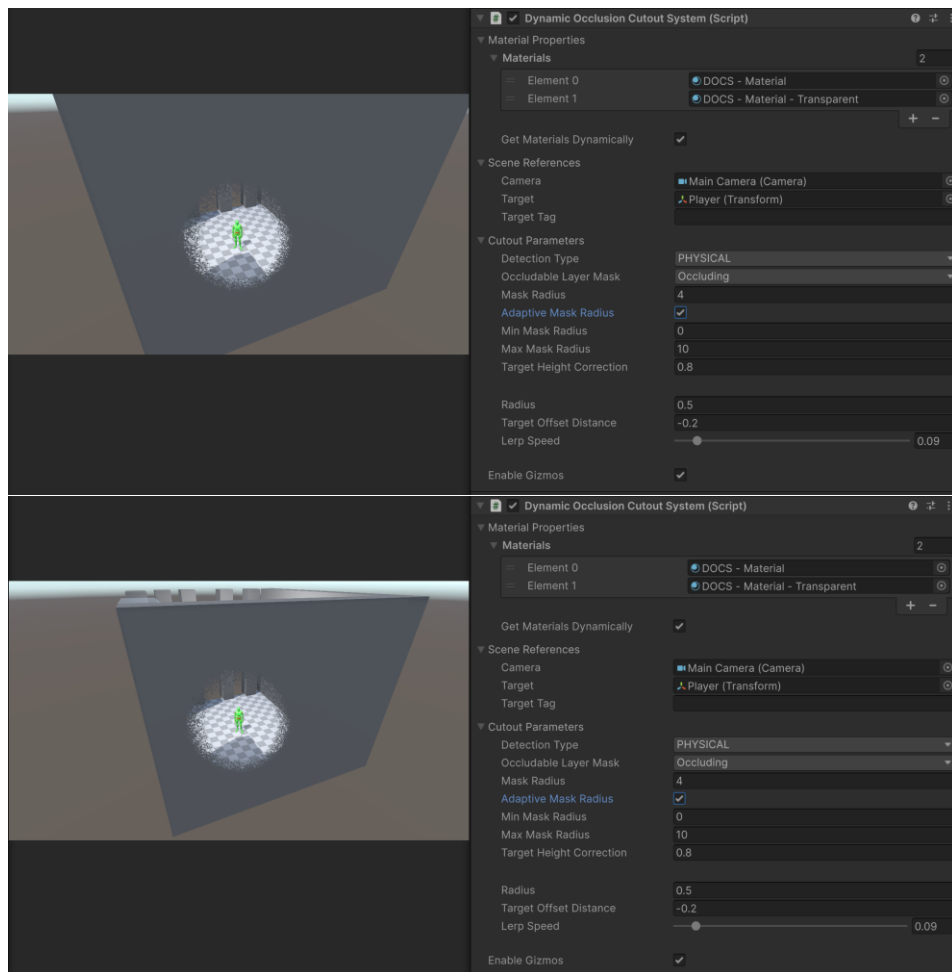 Dynamic Occlusion Cutout System (Script)
Material Properties
Materials 2
Element 0 DOCS - Material
Element 1 DOCS - Material - Transparent
+ −
Get Materials Dynamically
Scene References
Camera Main Camera (Camera)
Target Player (Transform)
Target Tag
Cutout Parameters
Detection Type PHYSICAL
Occludable Layer Mask Occluding
Mask Radius 4
Adaptive Mask Radius
Min Mask Radius 0
Max Mask Radius 10
Target Height Correction 0.8
Radius 0.5
Target Offset Distance -0.2
Lerp Speed 0.09
Enable Gizmos
Dynamic Occlusion Cutout System (Script)
Material Properties
Materials 2
Element 0 DOCS - Material
Element 1 DOCS - Material - Transparent
+ −
Get Materials Dynamically
Scene References
Camera Main Camera (Camera)
Target Player (Transform)
Target Tag
Cutout Parameters
Detection Type PHYSICAL
Occludable Layer Mask Occluding
Mask Radius 4
Adaptive Mask Radius
Min Mask Radius 0
Max Mask Radius 10
Target Height Correction 0.8
Radius 0.5
Target Offset Distance -0.2
Lerp Speed 0.09
Enable Gizmos